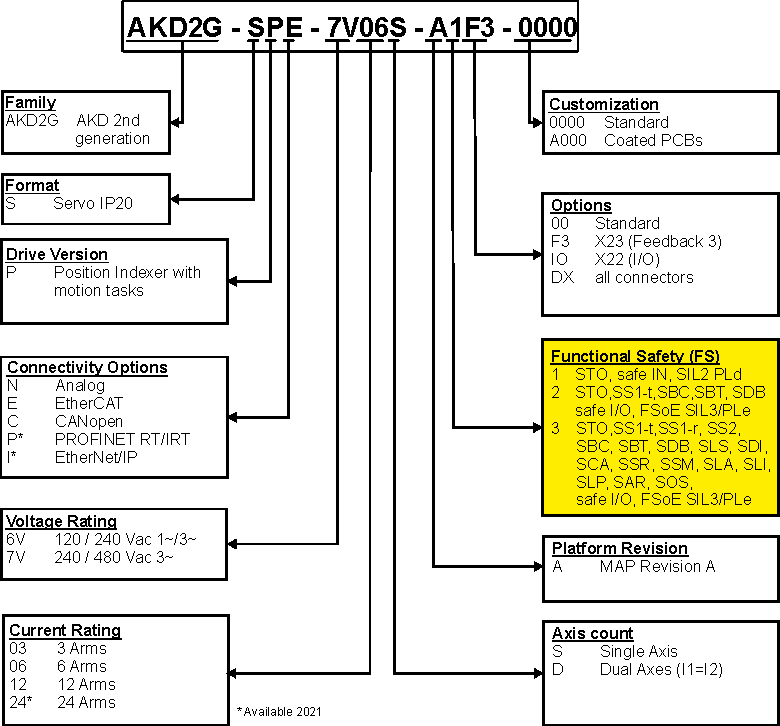 AKD2G - SPE - 7V06S - A1F3 - 0000
Family
AKD2G AKD 2nd
generation
Format
S Servo IP20
Drive Version
P Position Indexer with
motion tasks
Connectivity Options
N Analog
E EtherCAT
C CANopen
P* PROFINET RT/IRT
I* EtherNet/IP
Voltage Rating
6V 120 / 240 Vac 1~/3~
7V 240 / 480 Vac 3~
Current Rating
03 3 Arms
06 6 Arms
12 12 Arms
24* 24 Arms
*Available 2021
Customization
0000 Standard
A000 Coated PCBs
Options
00 Standard
F3 X23 (Feedback 3)
IO X22 (I/O)
DX all connectors
Functional Safety (FS)
1 STO, safe IN, SIL2 PLd
2 STO,SS1-t,SBC,SBT, SDB
safe I/O, FSoE SIL3/PLe
3 STO,SS1-t,SS1-r, SS2,
SBC, SBT, SDB, SLS, SDI,
SCA, SSR, SSM, SLA, SLI,
SLP, SAR, SOS,
safe I/O, FSoE SIL3/PLe
Platform Revision
A MAP Revision A
Axis count
S Single Axis
D Dual Axes (I1=I2)